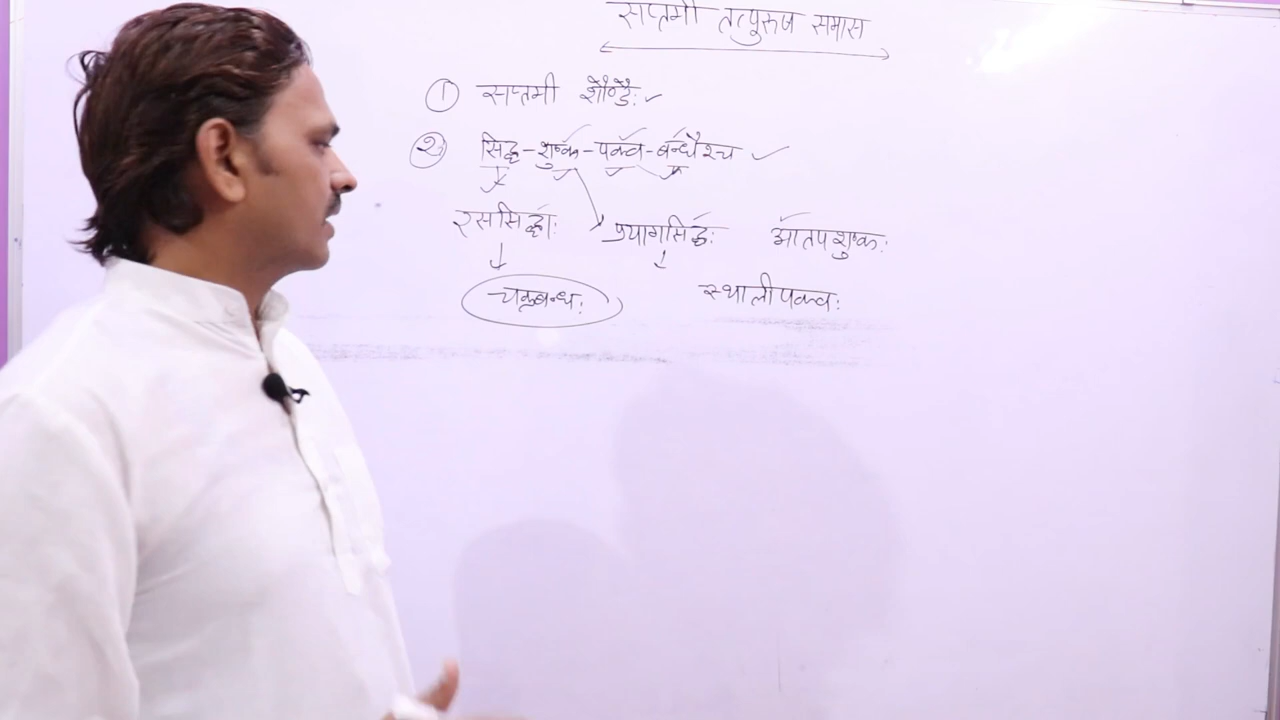 सप्तमी तत्पुरुष समास
① सप्तमी शौण्डैः
② सिद्ध-शुष्क-पक्व-बन्धैश्च
रससिद्धाः प्रयागसिद्धः आतपशुष्कः
चक्रबन्धः स्थालीपक्वः